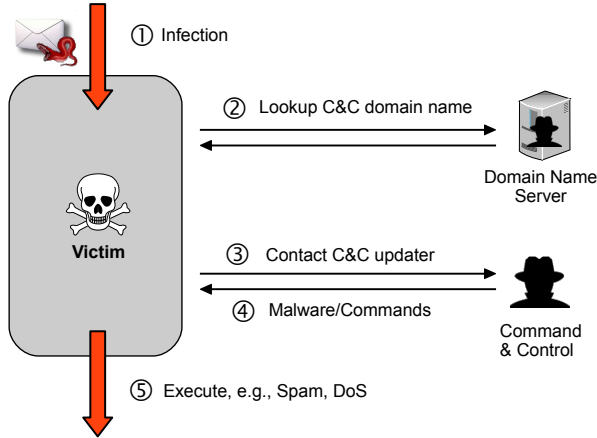 ① Infection
② Lookup C&C domain name
Domain Name
Server
Victim
③ Contact C&C updater
④ Malware/Commands
Command
& Control
⑤ Execute, e.g., Spam, DoS